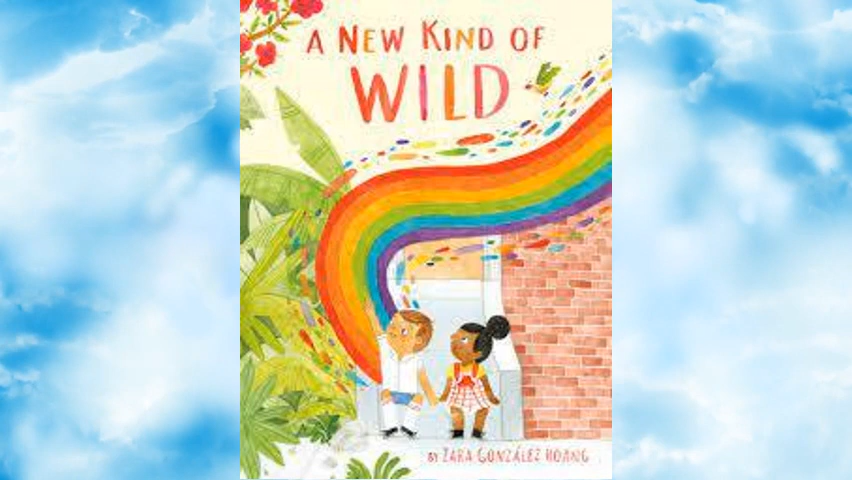 A NEW KIND OF
WILD
BY ZARA GONZÁLEZ HOANG